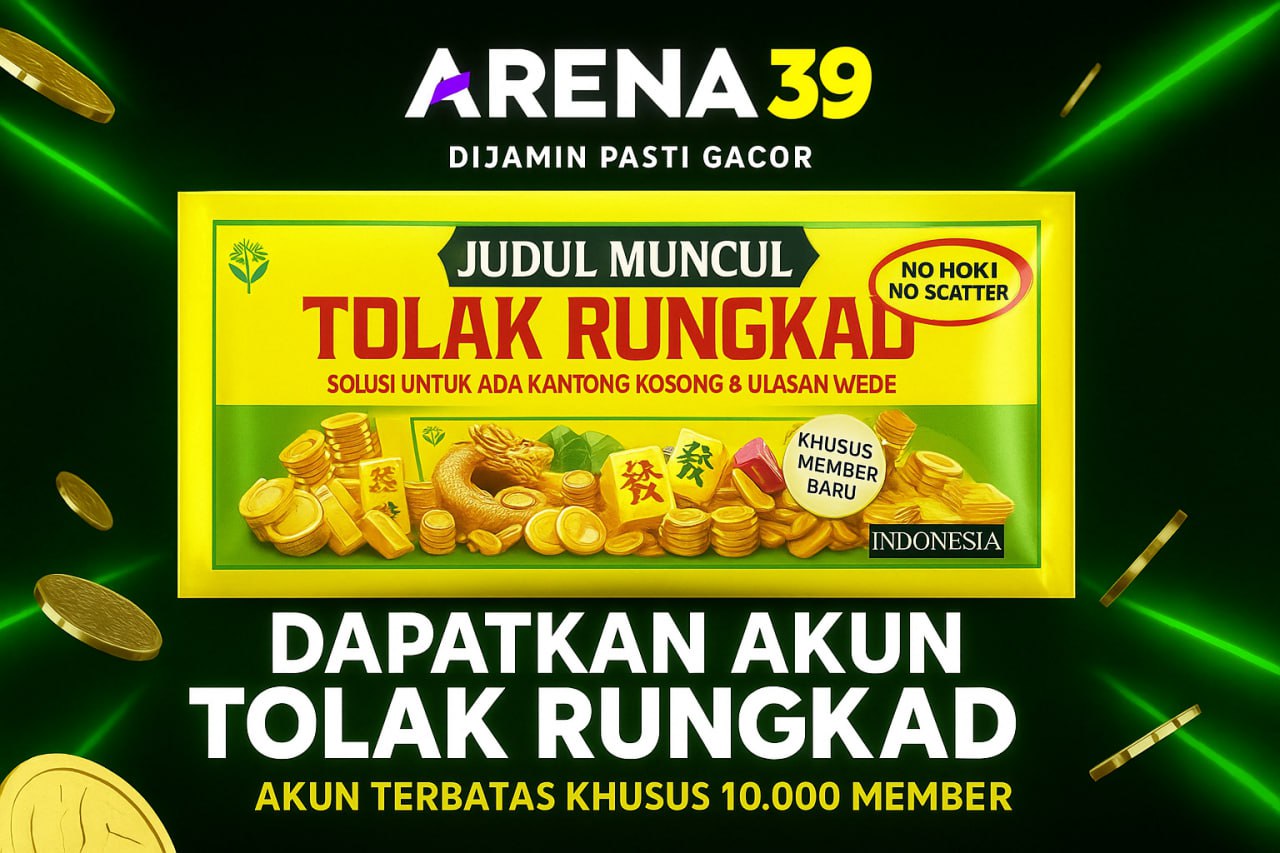 ARENA 39
DIJAMIN PASTI GACOR
JUDUL MUNCUL
NO HOKI
NO SCATTER
TOLAK RUNGKAD
SOLUSI UNTUK ADA KANTONG KOSONG & ULASAN WEDE
KHUSUS
MEMBER
BARU
INDONESIA
DAPATKAN AKUN
TOLAK RUNGKAD
AKUN TERBATAS KHUSUS 10.000 MEMBER